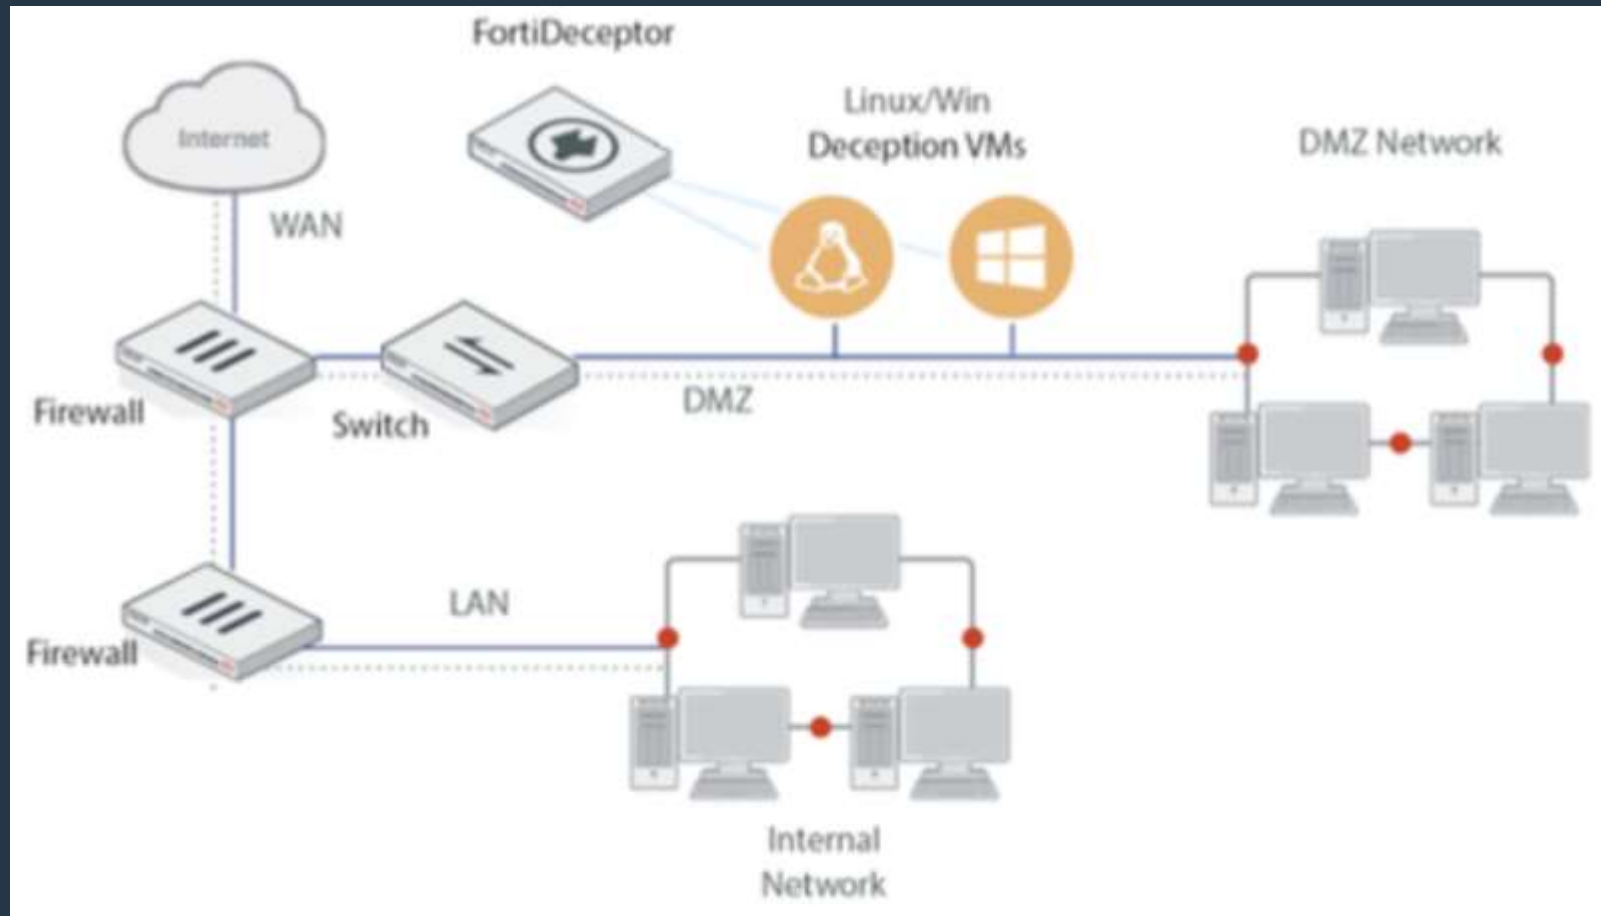 FortiDeceptor
Internet
Linux/Win
Deception VMs
DMZ Network
WAN
Firewall
Switch
DMZ
LAN
Firewall
Internal
Network